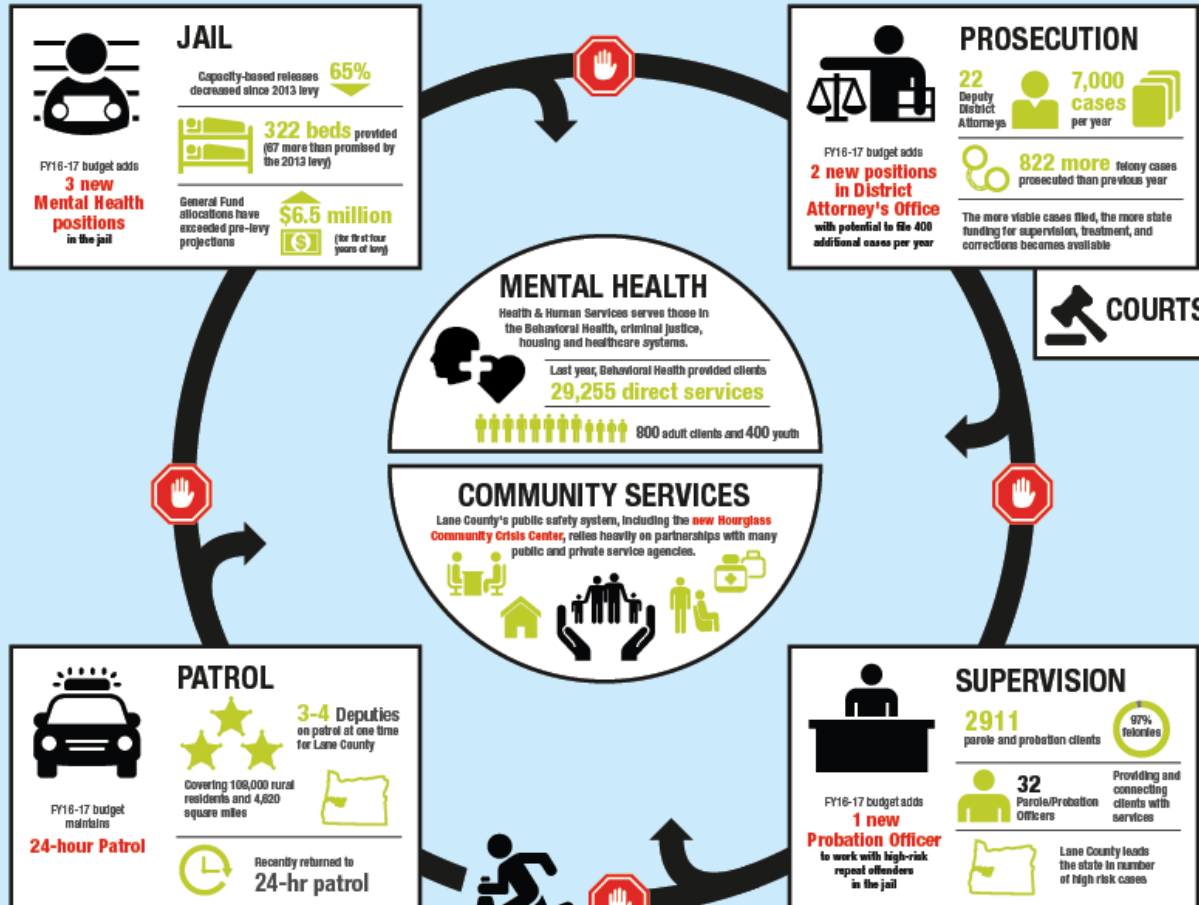 JAIL
Capacity-based releases
decreased since 2013 levy
65%
322 beds provided
(67 more than promised by
the 2013 levy)
General Fund
allocations have
exceeded pre-levy
projections
$6.5 million
(for first four
years of levy)
FY16-17 budget adds
3 new
Mental Health
positions
in the jail
PROSECUTION
22
Deputy
District
Attorneys
7,000
cases
per year
822 more felony cases
prosecuted than previous year
The more viable cases filed, the more state
funding for supervision, treatment, and
corrections becomes available
FY16-17 budget adds
2 new positions
in District
Attorney's Office
with potential to file 400
additional cases per year
COURTS
MENTAL HEALTH
Health & Human Services serves those in
the Behavioral Health, criminal justice,
housing and healthcare systems.
Last year, Behavioral Health provided clients
29,255 direct services
800 adult clients and 400 youth
COMMUNITY SERVICES
Lane County's public safety system, including the new Hourglass
Community Crisis Center, relies heavily on partnerships with many
public and private service agencies.
PATROL
3-4 Deputies
on patrol at one time
for Lane County
Covering 108,000 rural
residents and 4,620
square miles
Recently returned to
24-hr patrol
FY16-17 budget
maintains
24-hour Patrol
SUPERVISION
2911
parole and probation clients
97%
felonies
32
Parole/Probation
Officers
Providing and
connecting
clients with
services
Lane County leads
the state in number
of high risk cases
FY16-17 budget adds
1 new
Probation Officer
to work with high-risk
repeat offenders
in the jail